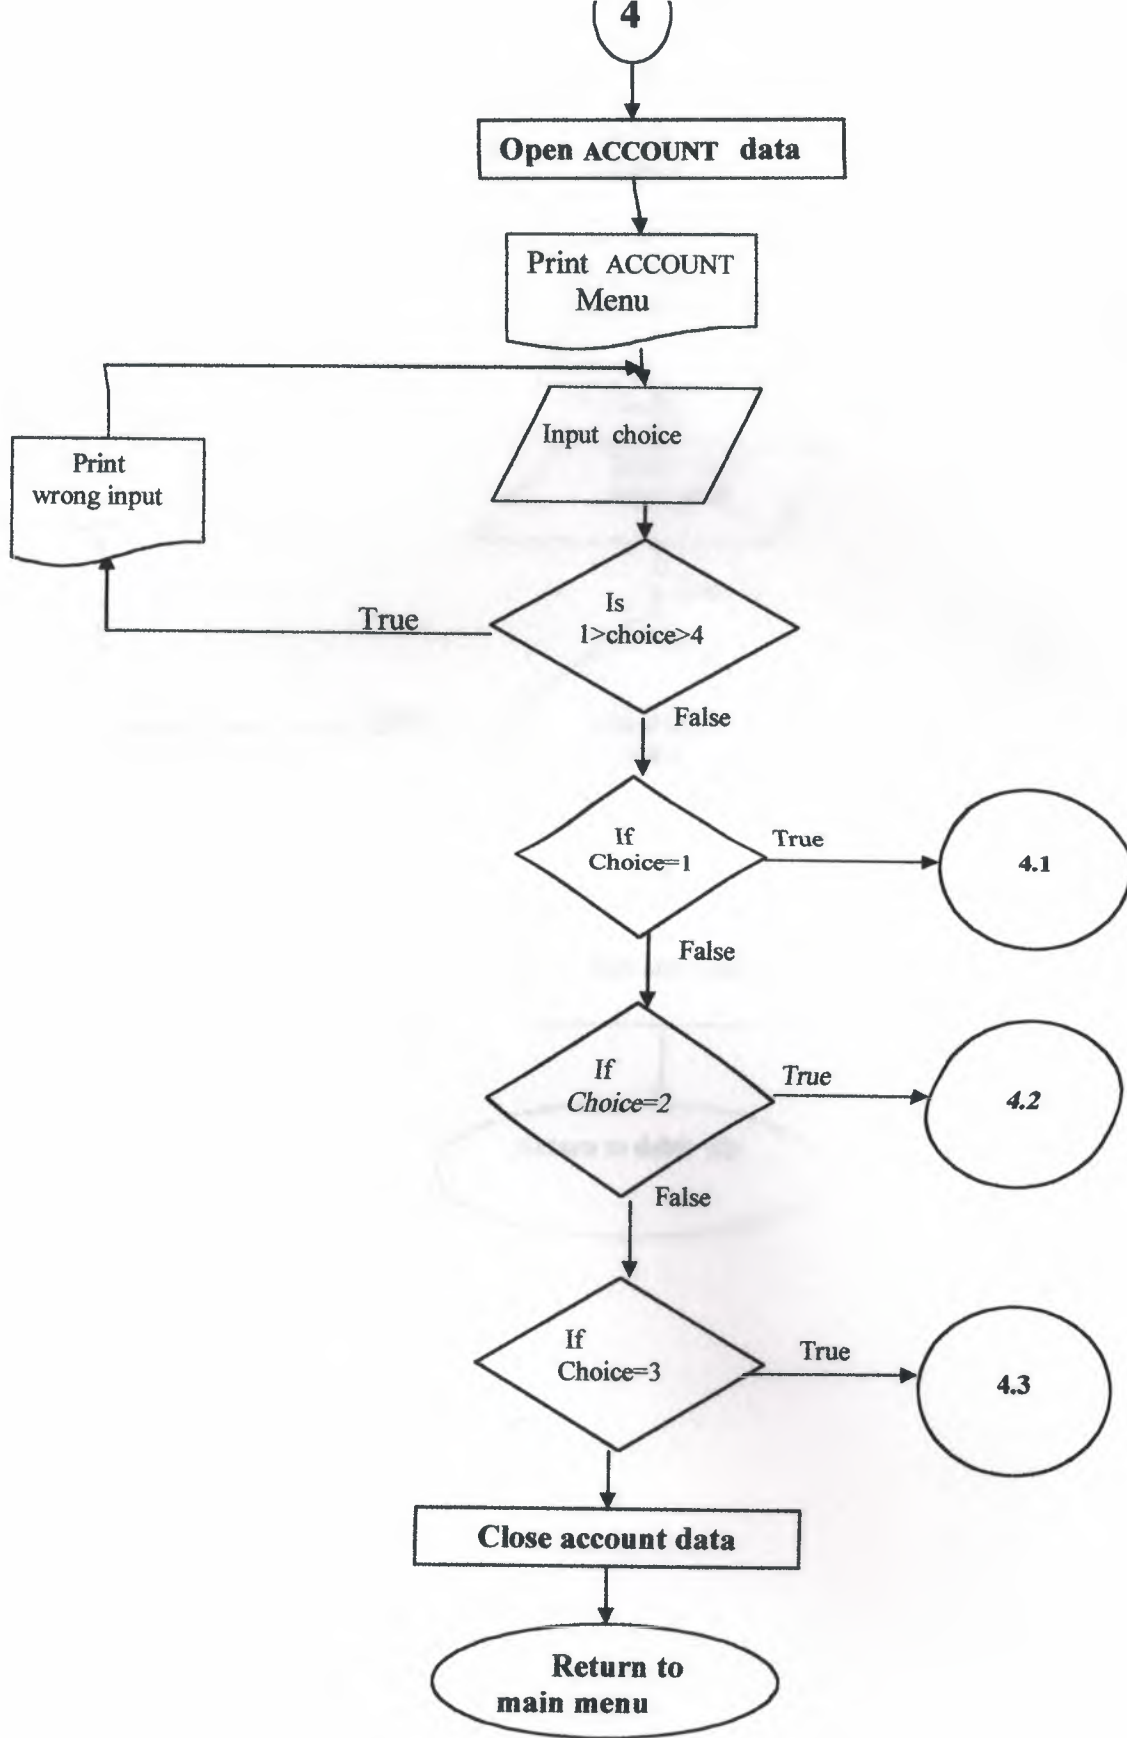 4
Open ACCOUNT data
Print ACCOUNT
Menu
Input choice
Print
wrong input
Is
1>choice>4
True
False
If
Choice=1
True
4.1
False
If
Choice=2
True
4.2
False
If
Choice=3
True
4.3
Close account data
Return to
main menu